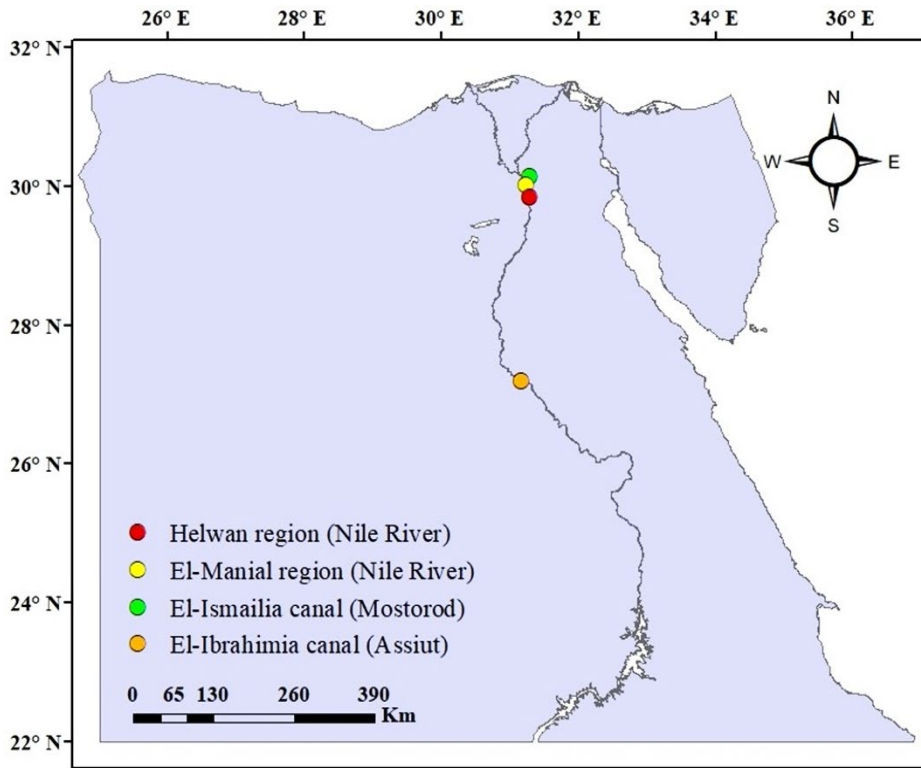 26° E 28° E 30° E 32° E 34° E 36° E
32° N
N
30° N
W E
S
28° N
26° N
Helwan region (Nile River)
El-Manial region (Nile River)
24° N
El-Ismailia canal (Mostorod)
El-Ibrahimia canal (Assiut)
0 65 130 260 390
Km
22° N